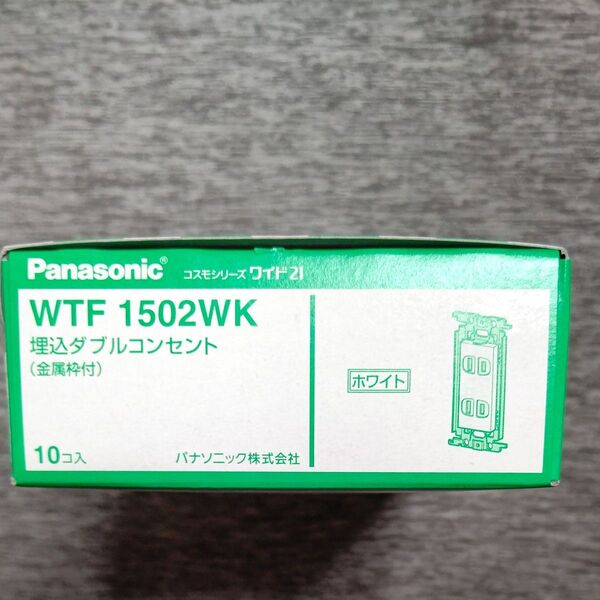 Panasonic® コスモシリーズ ワイド21
WTF 1502WK
埋込ダブルコンセント
(金属枠付)
ホワイト
10コ入 パナソニック株式会社